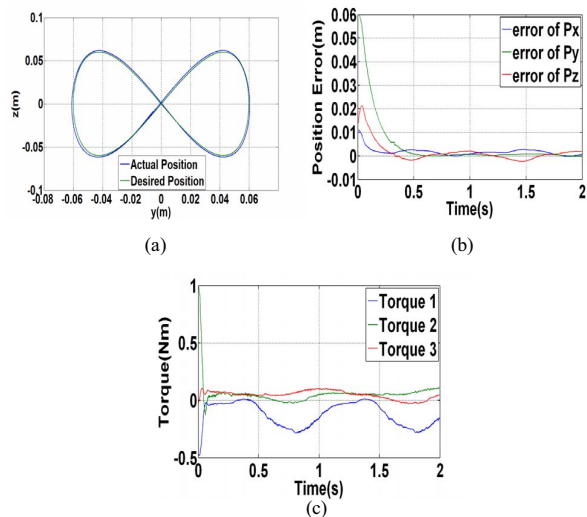 0.1
0.05
0
-0.05
-0.1
z(m)
Actual Position
Desired Position
-0.08 -0.06 -0.04 -0.02 0 0.02 0.04 0.06
y(m)
(a)
0.06
0.05
0.04
0.03
0.02
0.01
0
-0.01
Position Error(m)
error of Px
error of Py
error of Pz
0 0.5 1 1.5 2
Time(s)
(b)
1
0.5
0
-0.5
Torque(Nm)
Torque 1
Torque 2
Torque 3
0 0.5 1 1.5 2
Time(s)
(c)